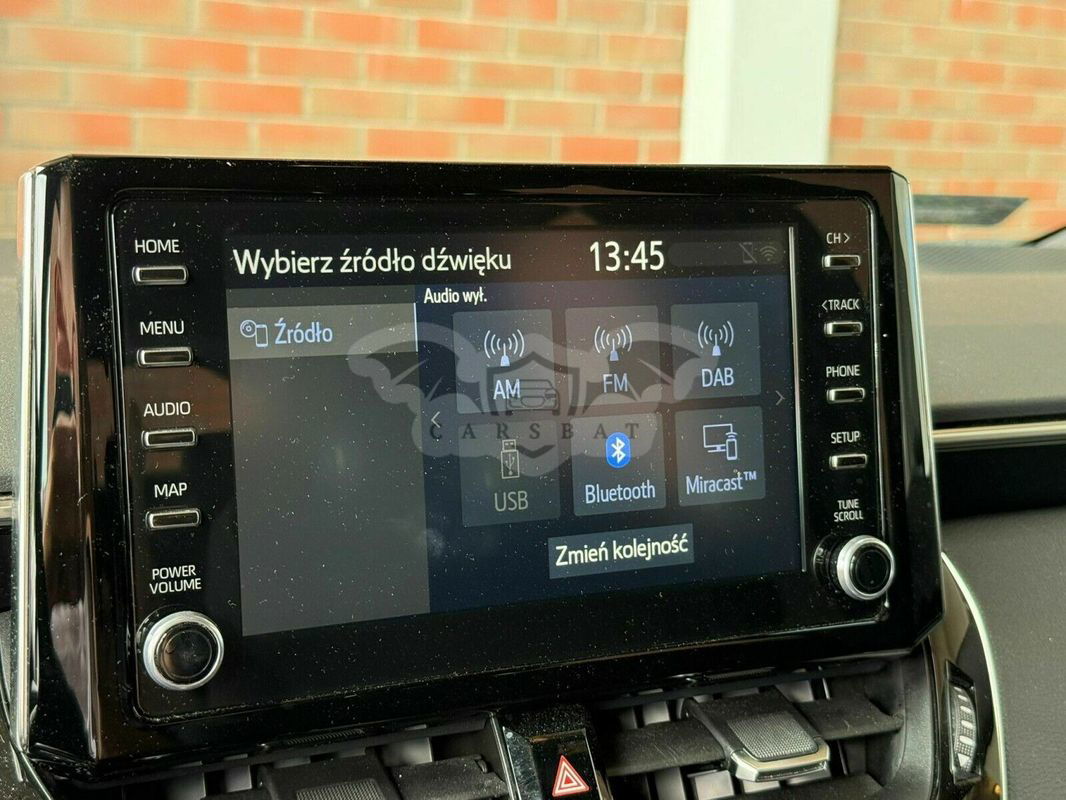 HOME
MENU
AUDIO
MAP
POWER
VOLUME
Wybierz źródło dźwięku
13:45
Źródło
Audio wył.
AM
FM
DAB
CARSBAT
USB
Bluetooth
Miracast™
Zmień kolejność
CH >
< TRACK
PHONE
SETUP
TUNE
SCROLL